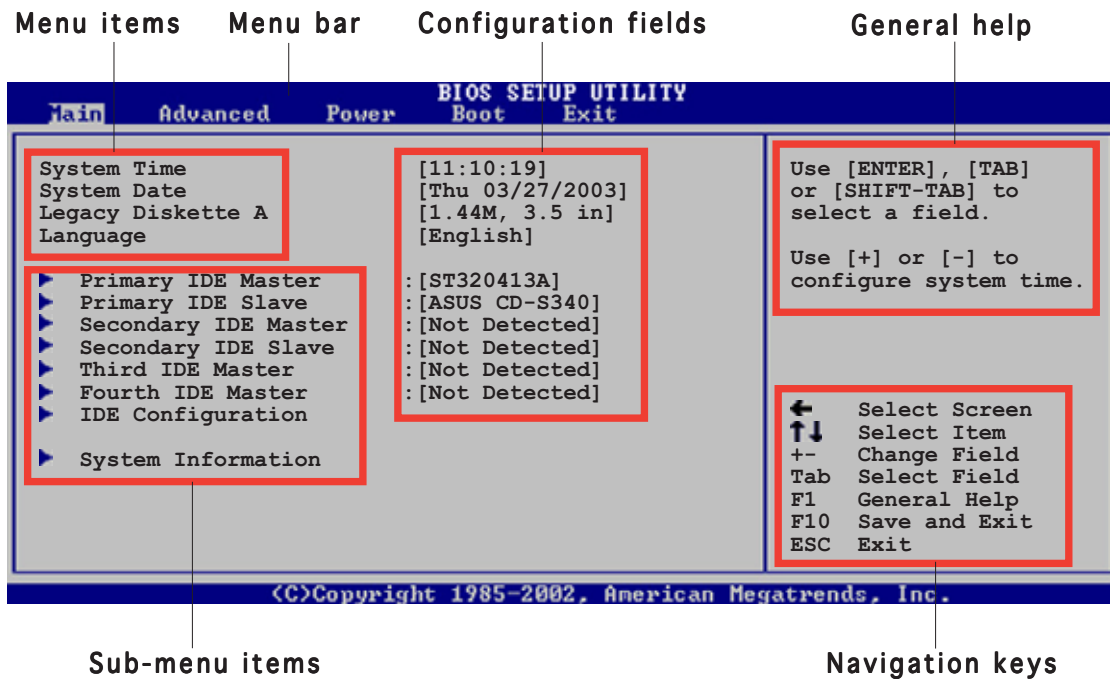 Menu items Menu bar Configuration fields General help
BIOS SETUP UTILITY
Main Advanced Power Boot Exit
System Time [11:10:19]
System Date [Thu 03/27/2003]
Legacy Diskette A [1.44M, 3.5 in]
Language [English]
Primary IDE Master :[ST320413A]
Primary IDE Slave :[ASUS CD-S340]
Secondary IDE Master :[Not Detected]
Secondary IDE Slave :[Not Detected]
Third IDE Master :[Not Detected]
Fourth IDE Master :[Not Detected]
IDE Configuration
System Information
Use [ENTER], [TAB]
or [SHIFT-TAB] to
select a field.
Use [+] or [-] to
configure system time.
← Select Screen
↑↓ Select Item
+- Change Field
Tab Select Field
F1 General Help
F10 Save and Exit
ESC Exit
(C)Copyright 1985-2002, American Megatrends, Inc.
Sub-menu items Navigation keys